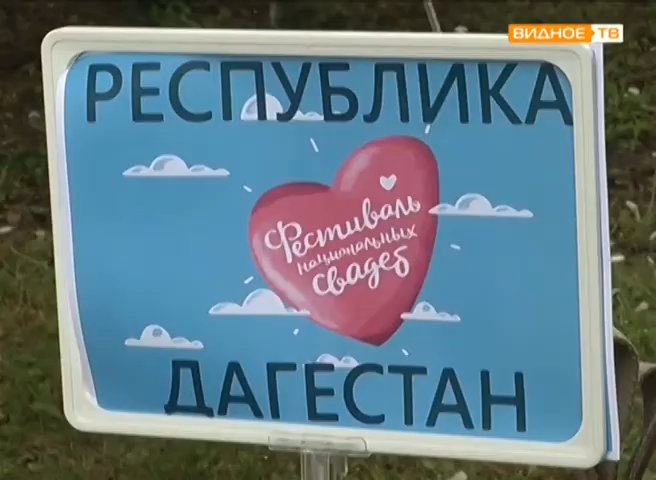 ВИДНОЕ ТВ
РЕСПУБЛИКА
Фестиваль
национальных
свадеб
ДАГЕСТАН